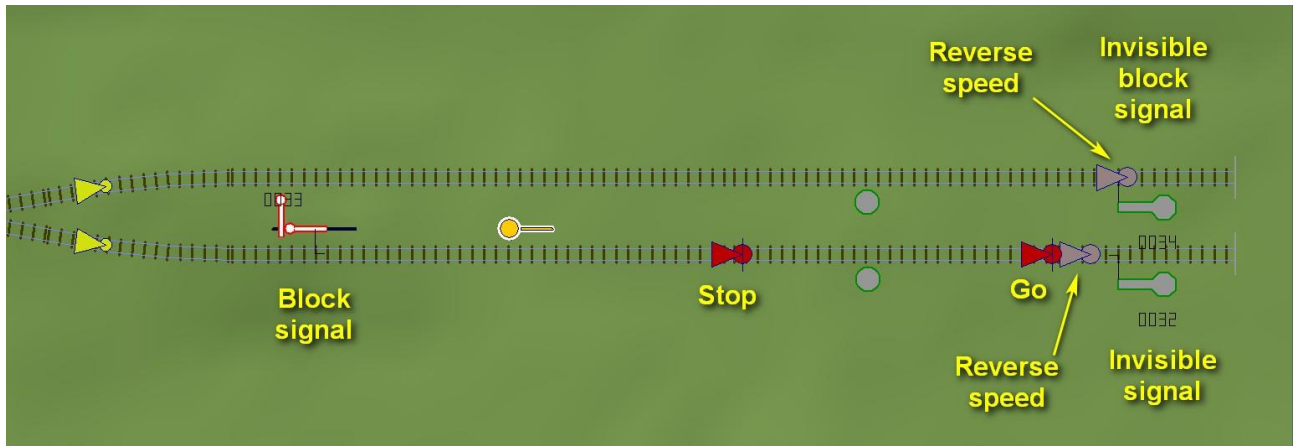 Reverse
speed
Invisible
block
signal
0033
0034
Block
signal
Stop
Go
0032
Reverse
speed
Invisible
signal